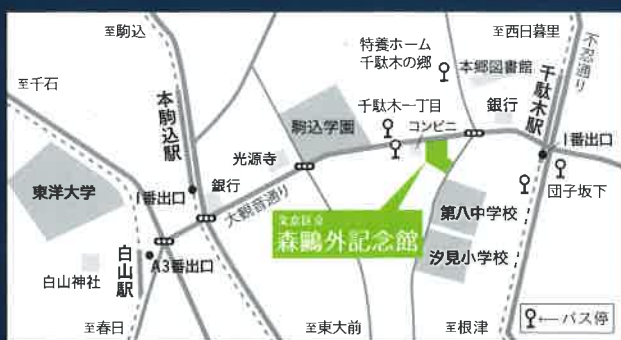 至駒込
至西日暮里
不忍通り
特養ホーム
千駄木の郷
本郷図書館
至千石
千駄木駅
本駒込駅
千駄木一丁目
銀行
コンビニ
駒込学園
1番出口
光源寺
東洋大学
1番出口
銀行
大観音通り
団子坂下
第八中学校
文京区立
森鷗外記念館
汐見小学校
白山駅
A3番出口
白山神社
至春日
至東大前
至根津
←バス停